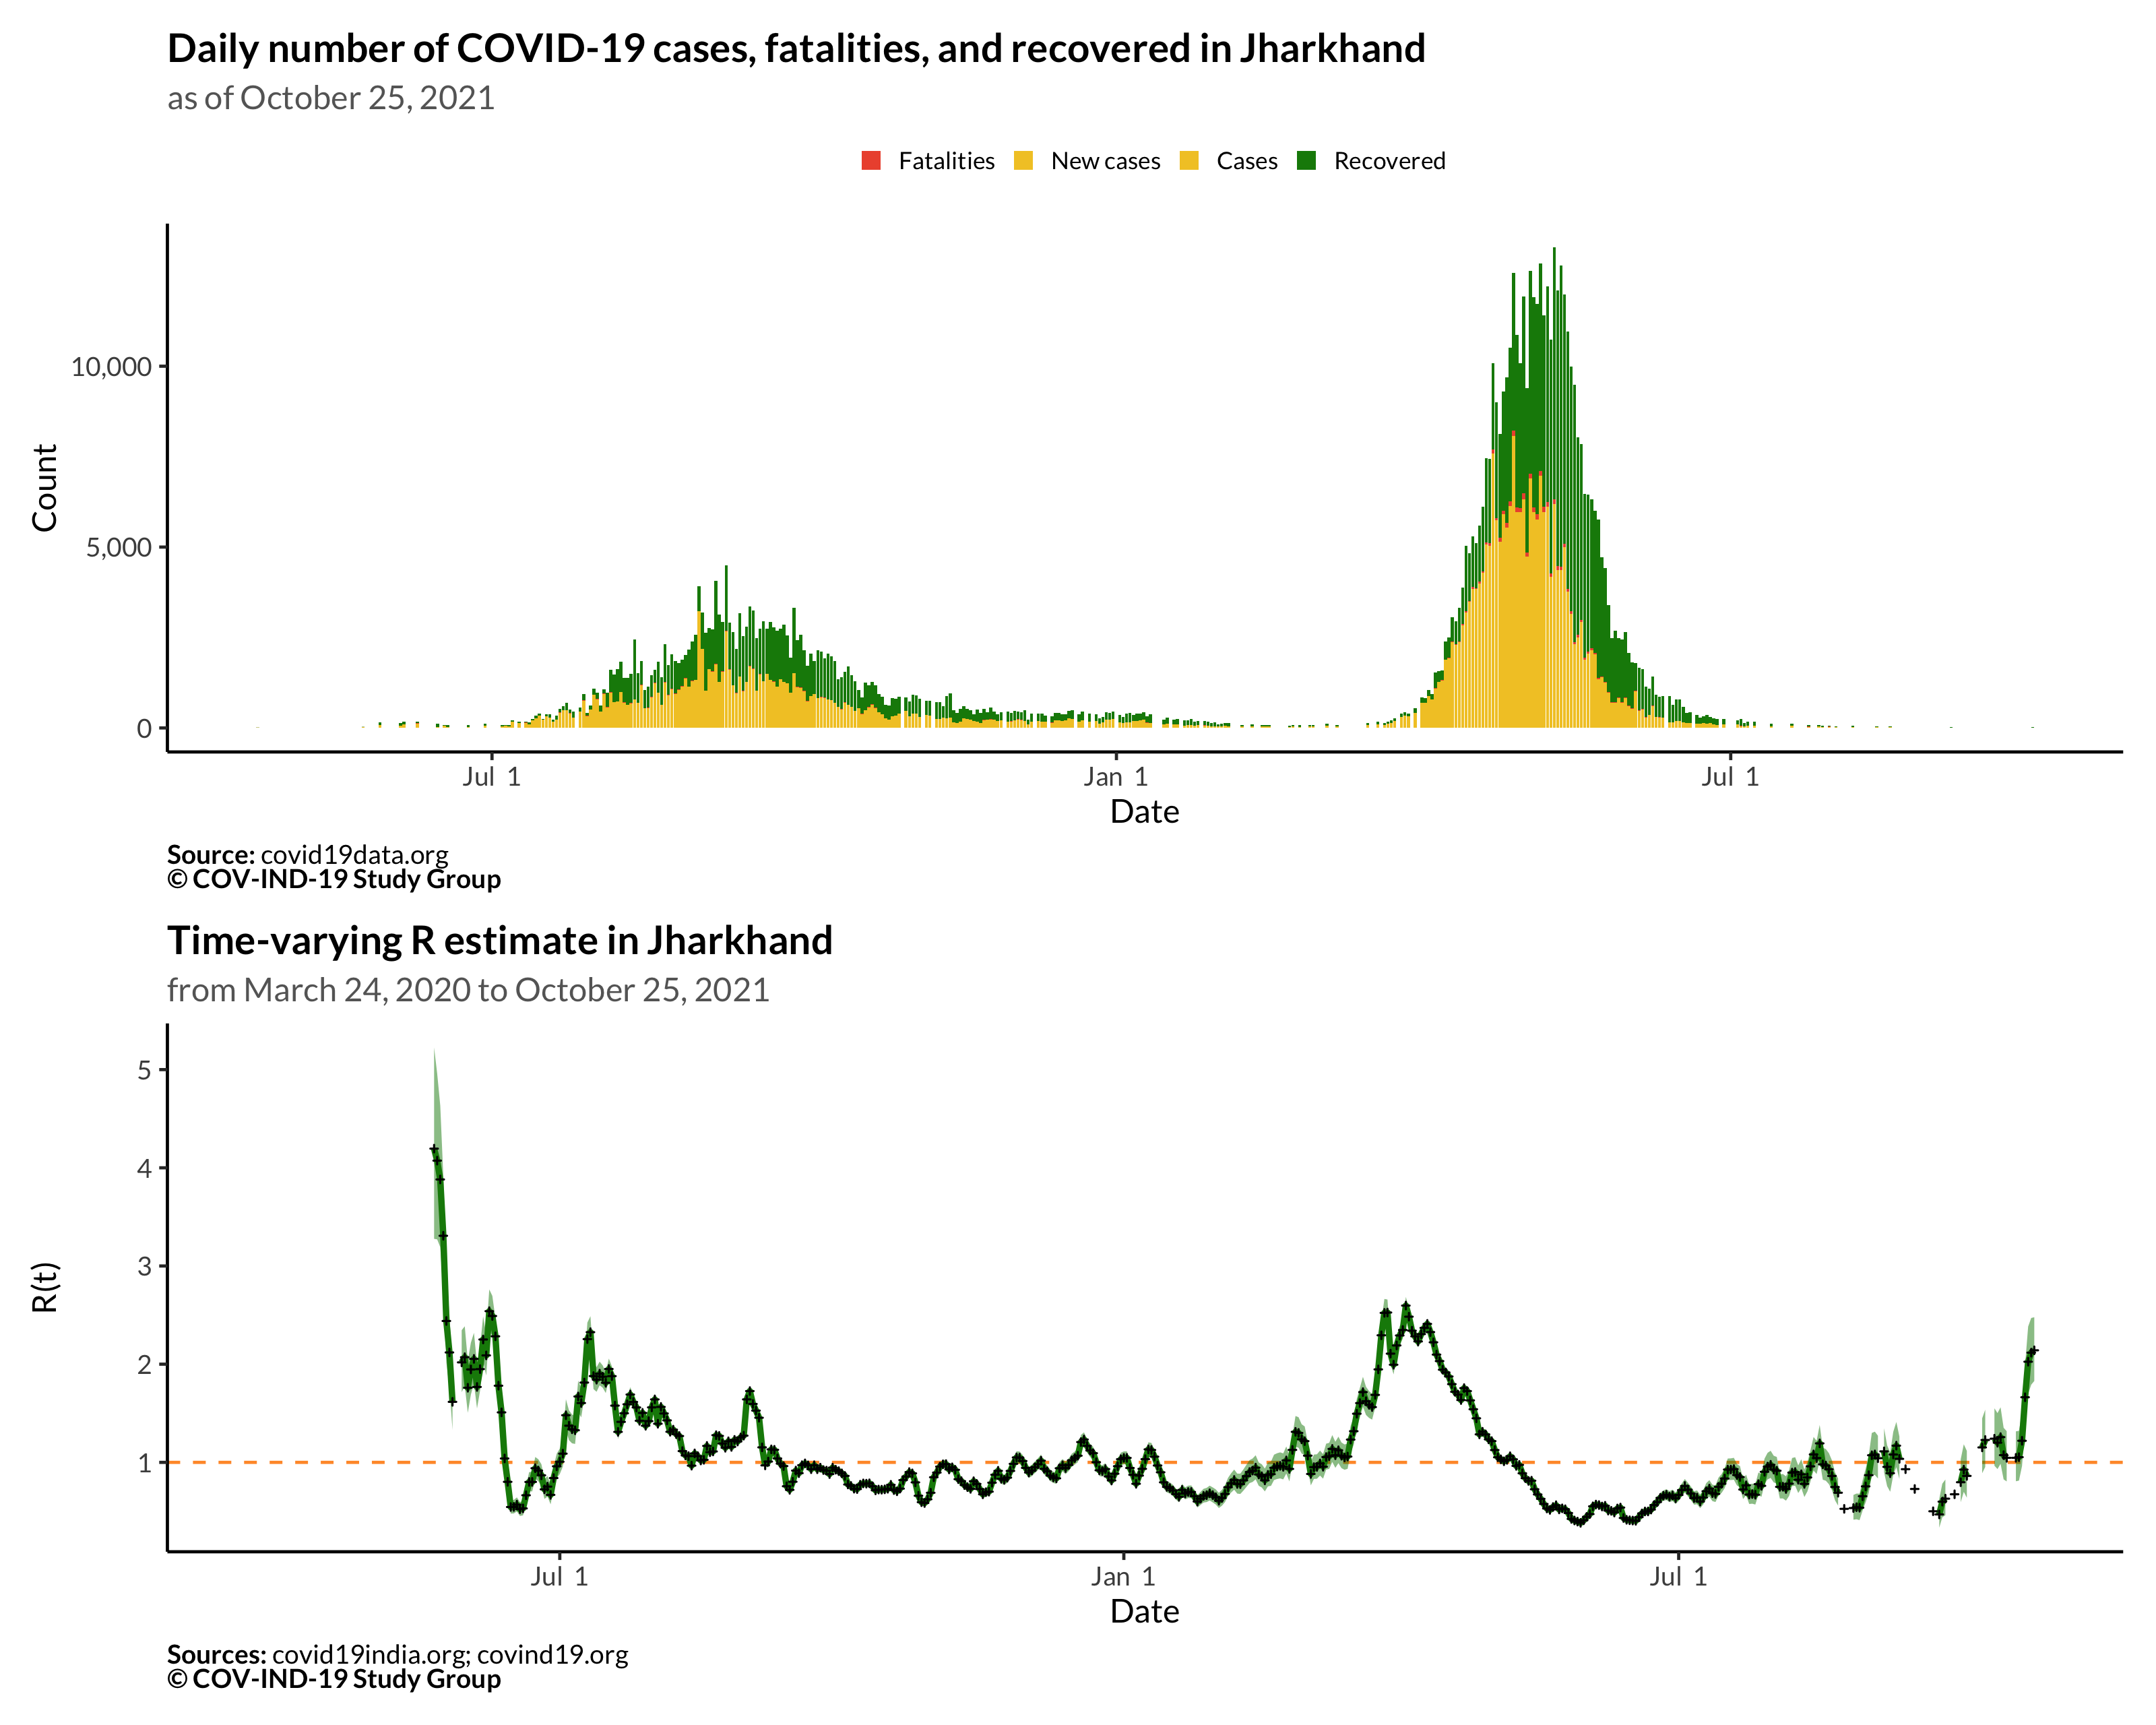 Daily number of COVID-19 cases, fatalities, and recovered in Jharkhand
as of October 25, 2021
Fatalities New cases Cases Recovered
Count
10,000
5,000
0
Jul 1 Jan 1 Jul 1
Date
Source: covid19data.org
© COV-IND-19 Study Group
Time-varying R estimate in Jharkhand
from March 24, 2020 to October 25, 2021
R(t)
5
4
3
2
1
Jul 1 Jan 1 Jul 1
Date
Sources: covid19india.org; covind19.org
© COV-IND-19 Study Group